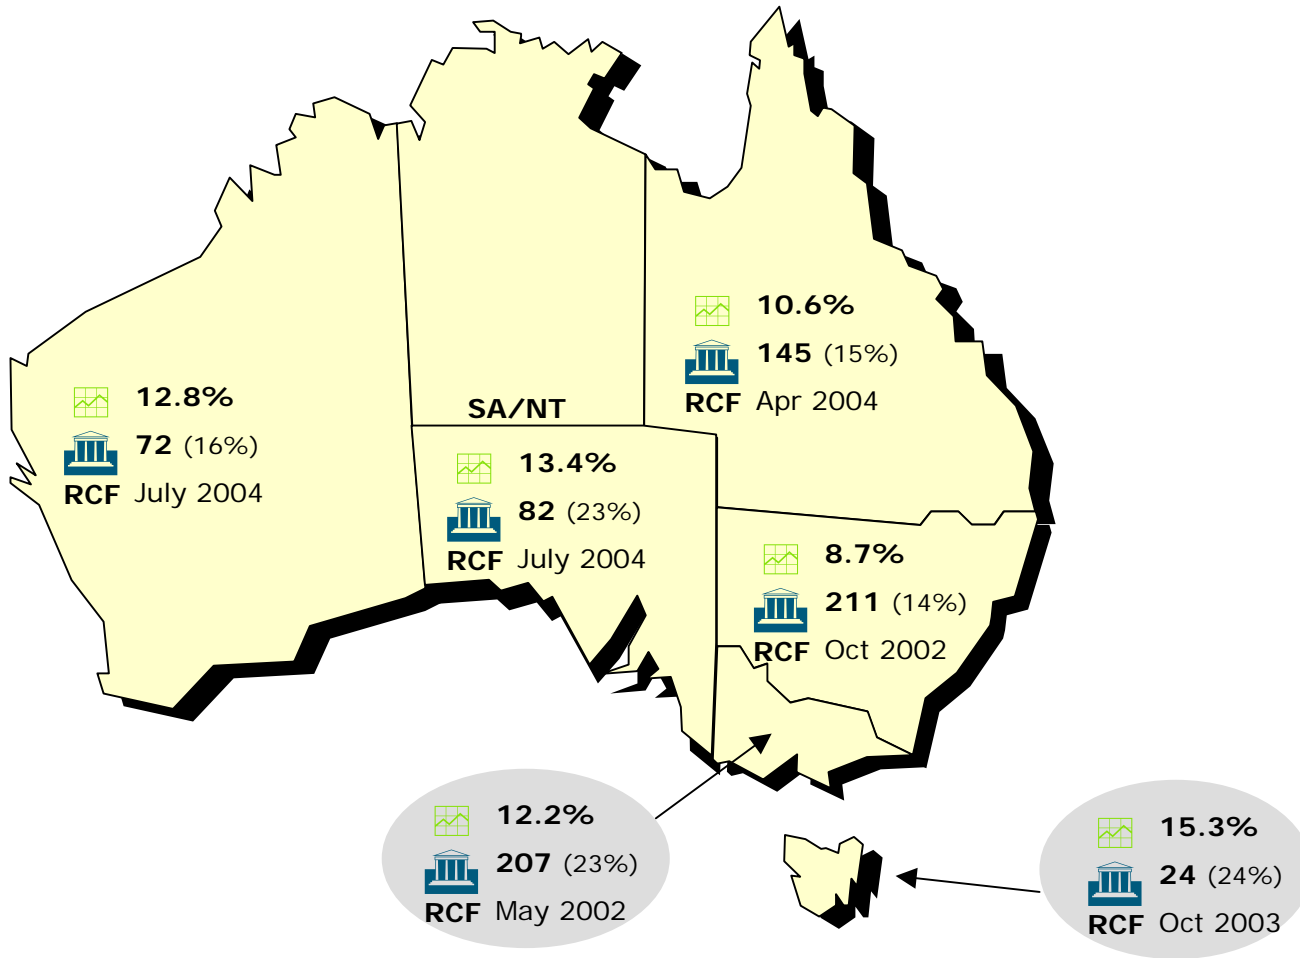 10.6%
145 (15%)
RCF Apr 2004
12.8%
72 (16%)
RCF July 2004
SA/NT
13.4%
82 (23%)
RCF July 2004
8.7%
211 (14%)
RCF Oct 2002
12.2%
207 (23%)
RCF May 2002
15.3%
24 (24%)
RCF Oct 2003